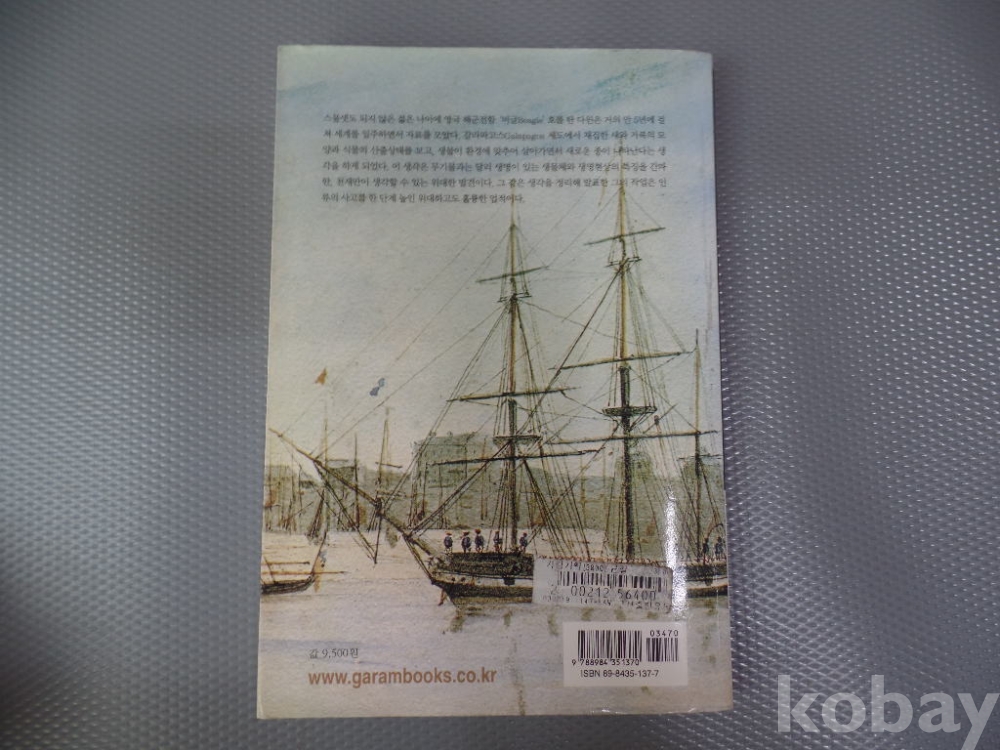 스물셋도 되지 않은 젊은 나이에 영국 해군전함 '비글Beagle' 호를 탄 다윈은 거의 만 5년에 걸
쳐 세계를 일주하면서 자료를 모았다. 갈라파고스Galapagos 제도에서 채집한 새와 거북의 모
양과 식물의 산출상태를 보고, 생물이 환경에 맞추어 살아가면서 새로운 종이 나타난다는 생
각을 하게 되었다. 이 생각은 무기물과는 달리 생명이 있는 생물체와 생명현상의 특징을 간파
한, 천재만이 생각할 수 있는 위대한 발견이다. 그 같은 생각을 정리해 발표한 그의 작업은 인
류의 사고를 한 단계 높인 위대하고도 훌륭한 업적이다.
2 00212 56400
03470
9 788984 351370
ISBN 89-8435-137-7
값 9,500원
www.garambooks.co.kr
kobay